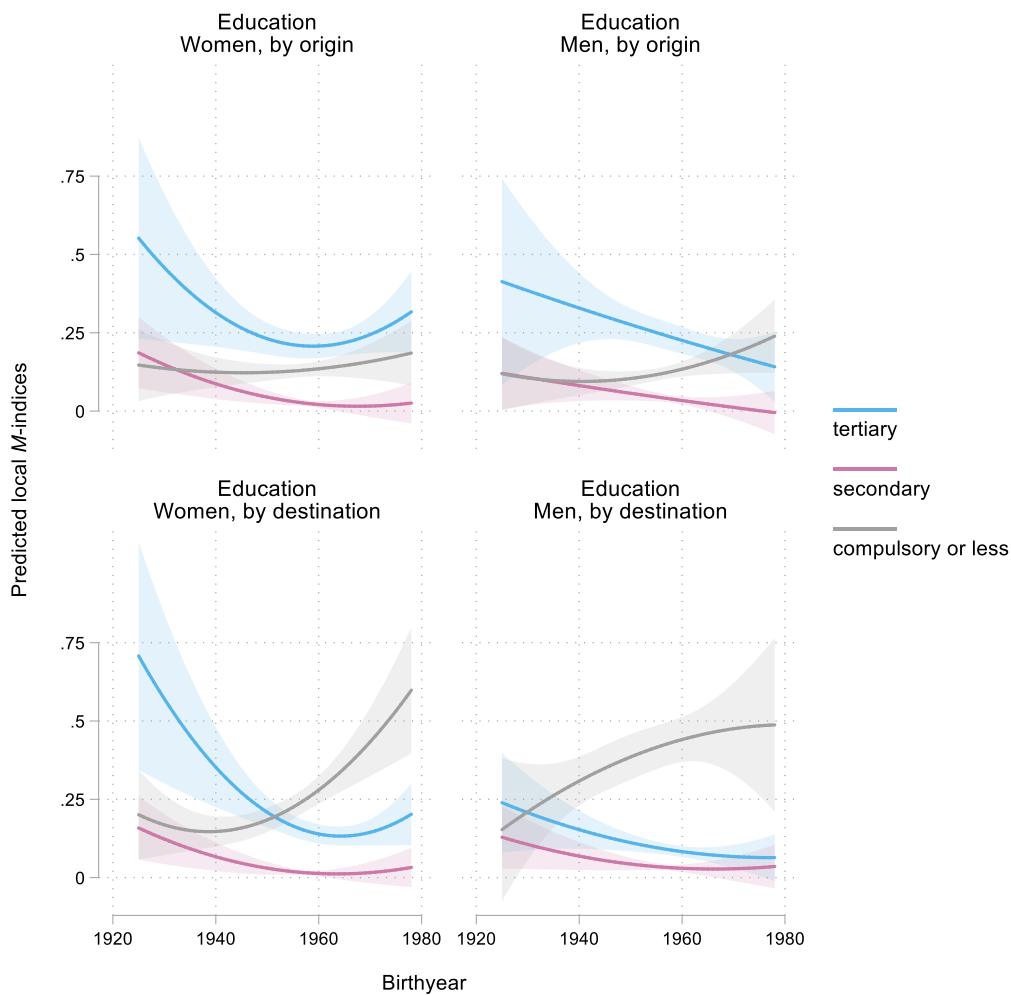 Education
Women, by origin
Education
Men, by origin
.75
.5
.25
0
Education
Women, by destination
Education
Men, by destination
.75
.5
.25
0
1920
1940
1960
1980
1920
1940
1960
1980
Birthyear
Predicted local M-indices
tertiary
secondary
compulsory or less